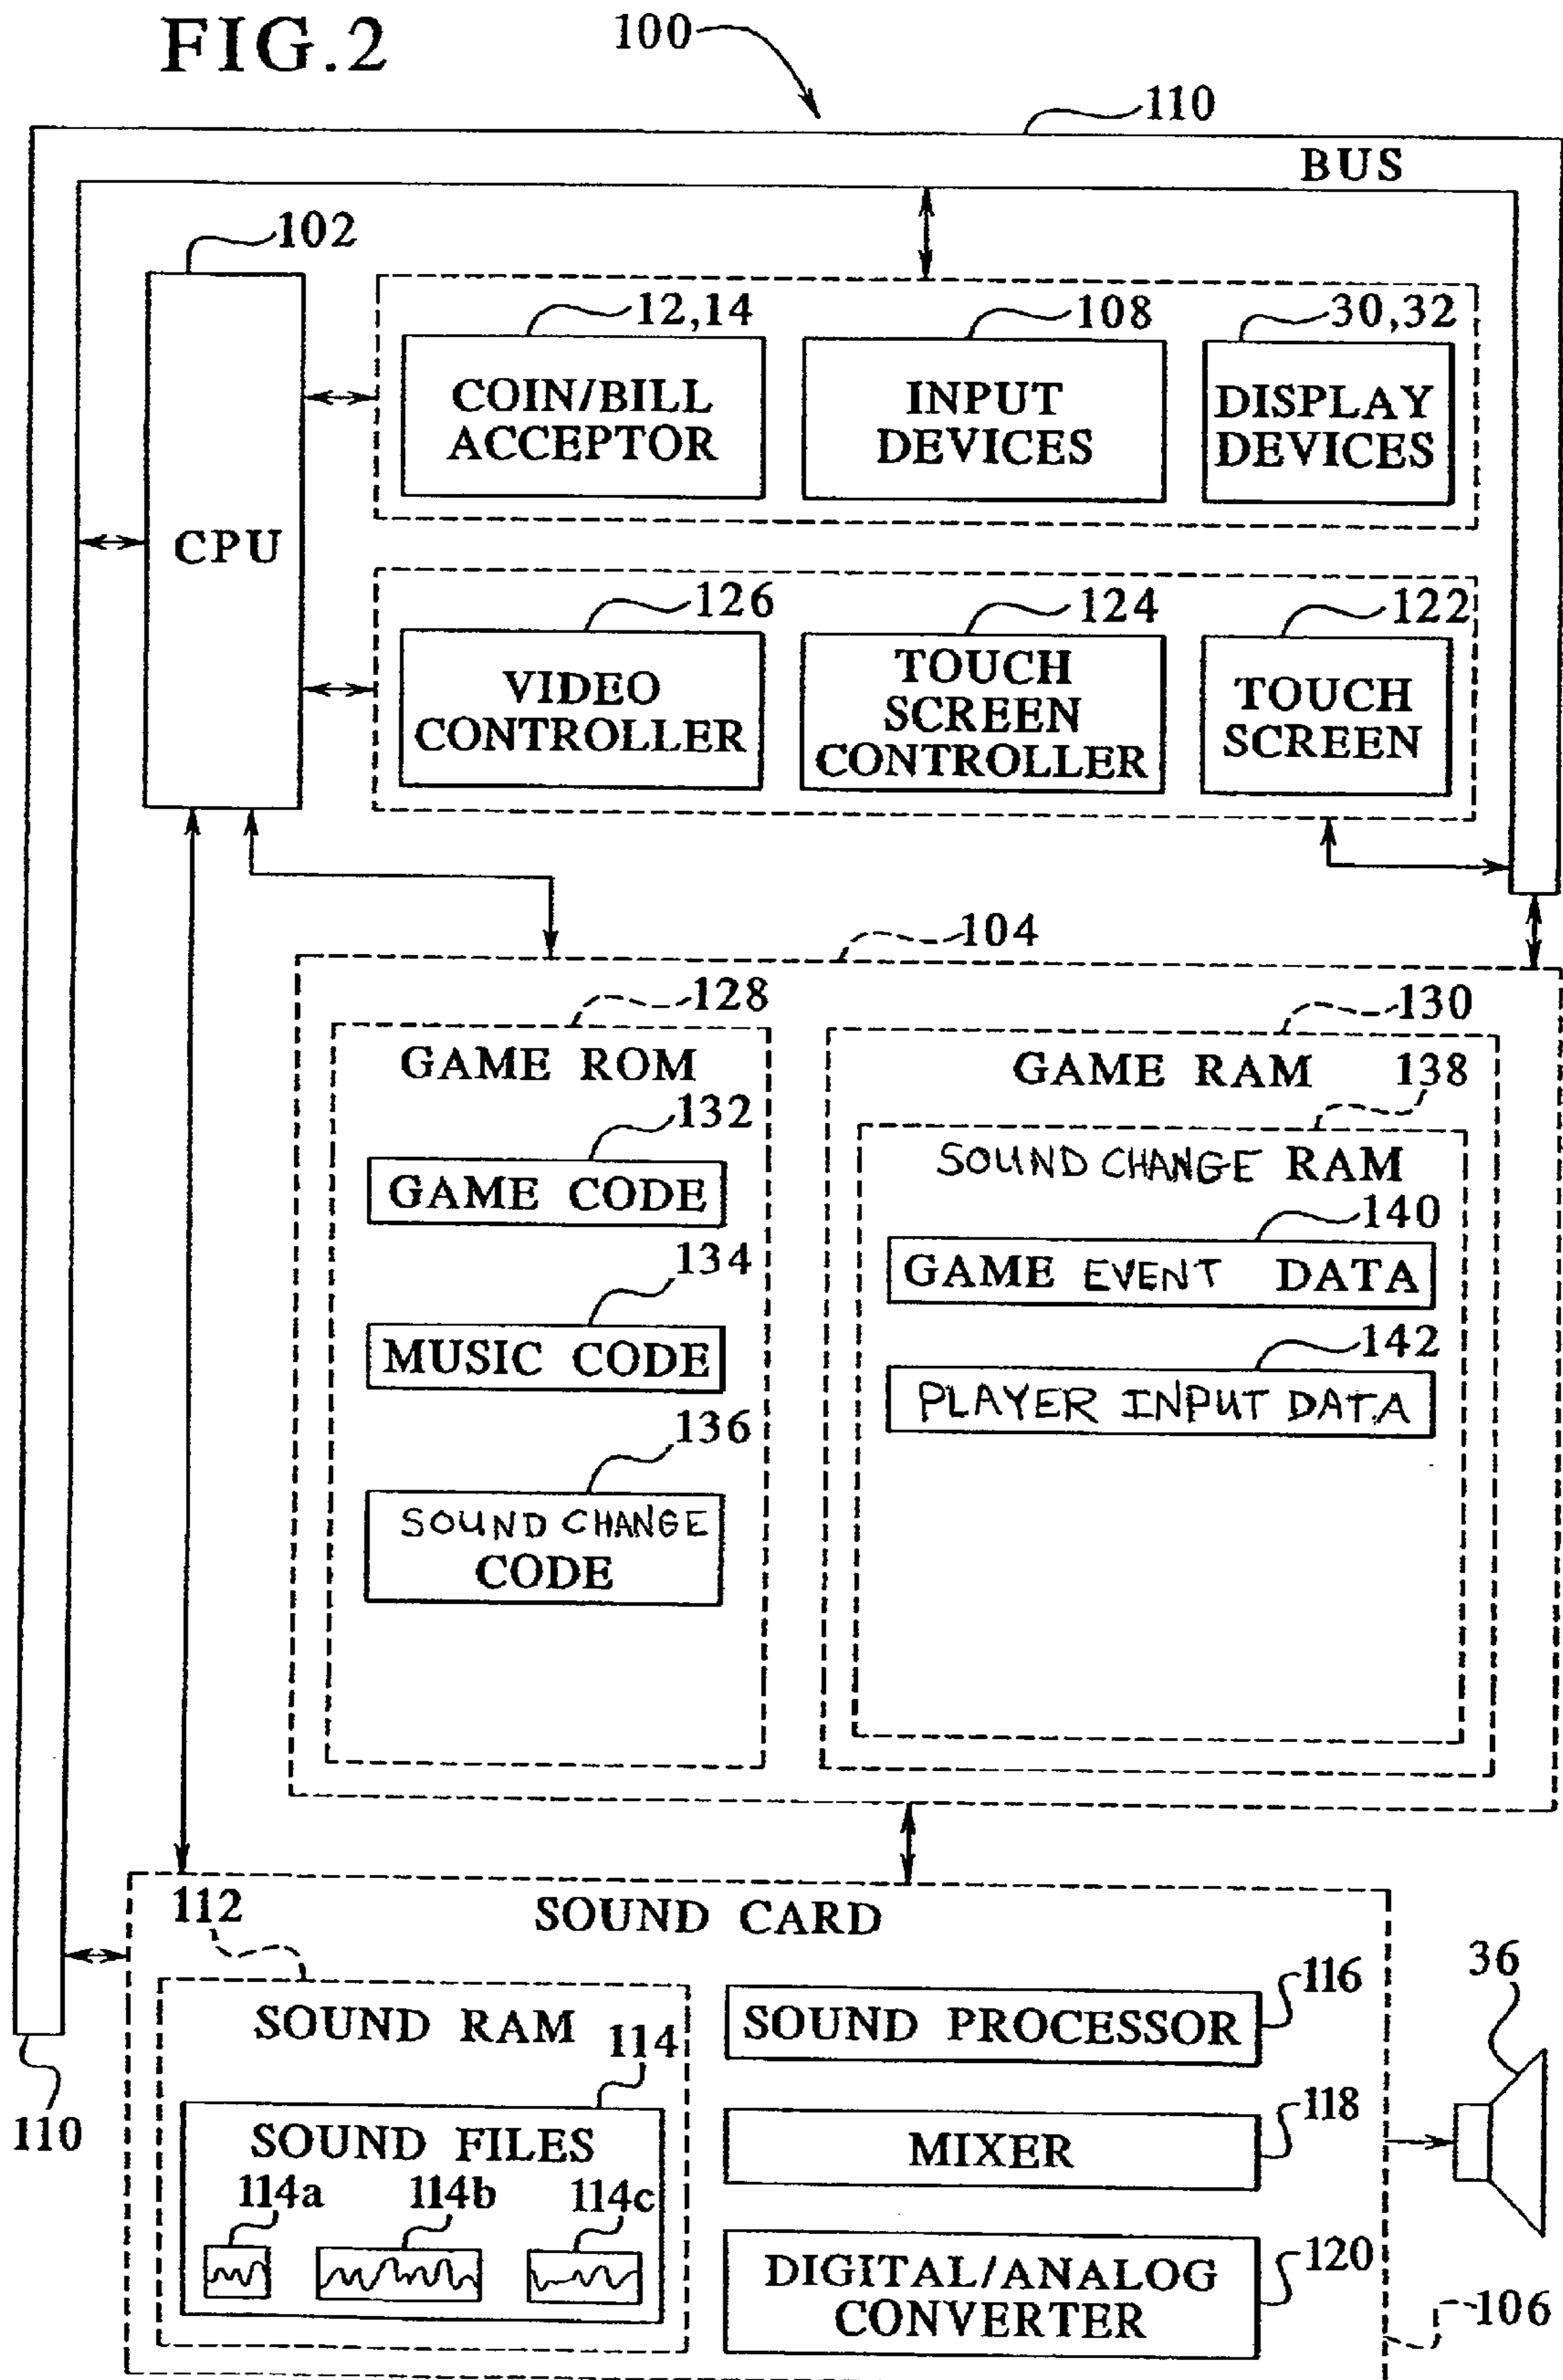 FIG.2
100
110
BUS
102
CPU
12,14
COIN/BILL
ACCEPTOR
108
INPUT
DEVICES
30,32
DISPLAY
DEVICES
126
VIDEO
CONTROLLER
124
TOUCH
SCREEN
CONTROLLER
122
TOUCH
SCREEN
104
128
GAME ROM
132
GAME CODE
134
MUSIC CODE
136
SOUND CHANGE
CODE
130
GAME RAM
138
SOUND CHANGE RAM
140
GAME EVENT DATA
142
PLAYER INPUT DATA
SOUND CARD
112
SOUND RAM
114
SOUND FILES
114a
114b
114c
116
SOUND PROCESSOR
118
MIXER
120
DIGITAL/ANALOG
CONVERTER
36
110
106